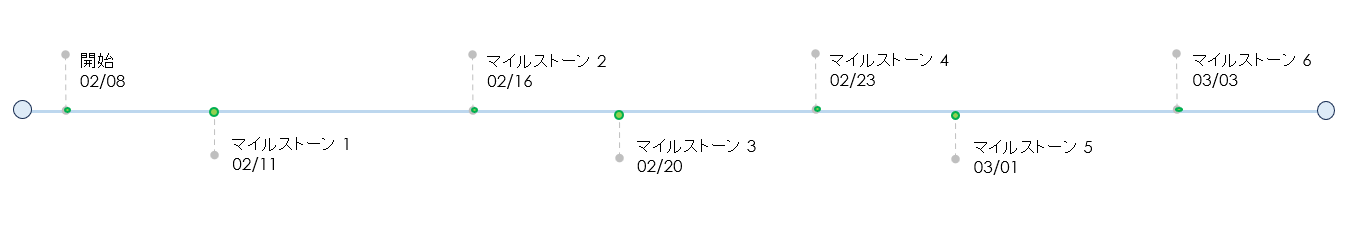 開始
02/08
マイルストーン 1
02/11
マイルストーン 2
02/16
マイルストーン 3
02/20
マイルストーン 4
02/23
マイルストーン 5
03/01
マイルストーン 6
03/03